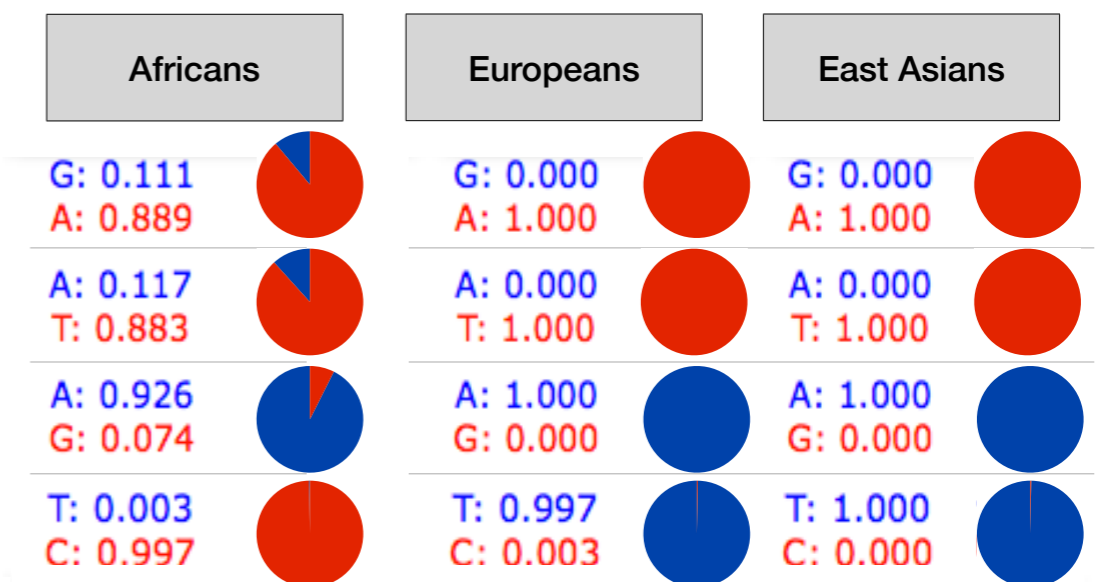 Africans Europeans East Asians
G: 0.111 G: 0.000 G: 0.000
A: 0.889 A: 1.000 A: 1.000
A: 0.117 A: 0.000 A: 0.000
T: 0.883 T: 1.000 T: 1.000
A: 0.926 A: 1.000 A: 1.000
G: 0.074 G: 0.000 G: 0.000
T: 0.003 T: 0.997 T: 1.000
C: 0.997 C: 0.003 C: 0.000